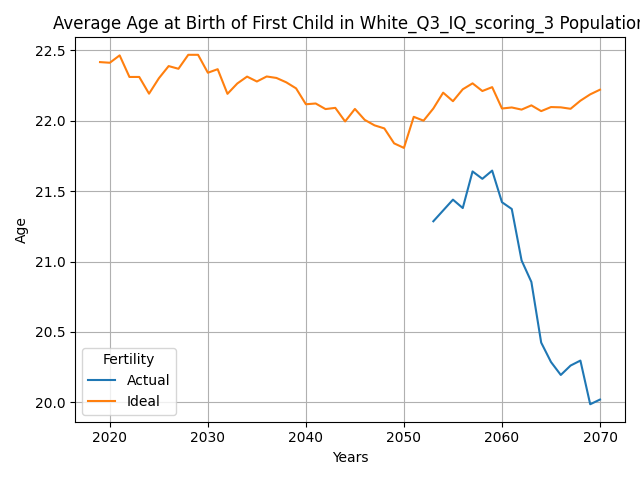 Average Age at Birth of First Child in White_Q3_IQ_scoring_3 Population
22.5
22.0
21.5
21.0
20.5
20.0
Age
Fertility
Actual
Ideal
2020 2030 2040 2050 2060 2070
Years